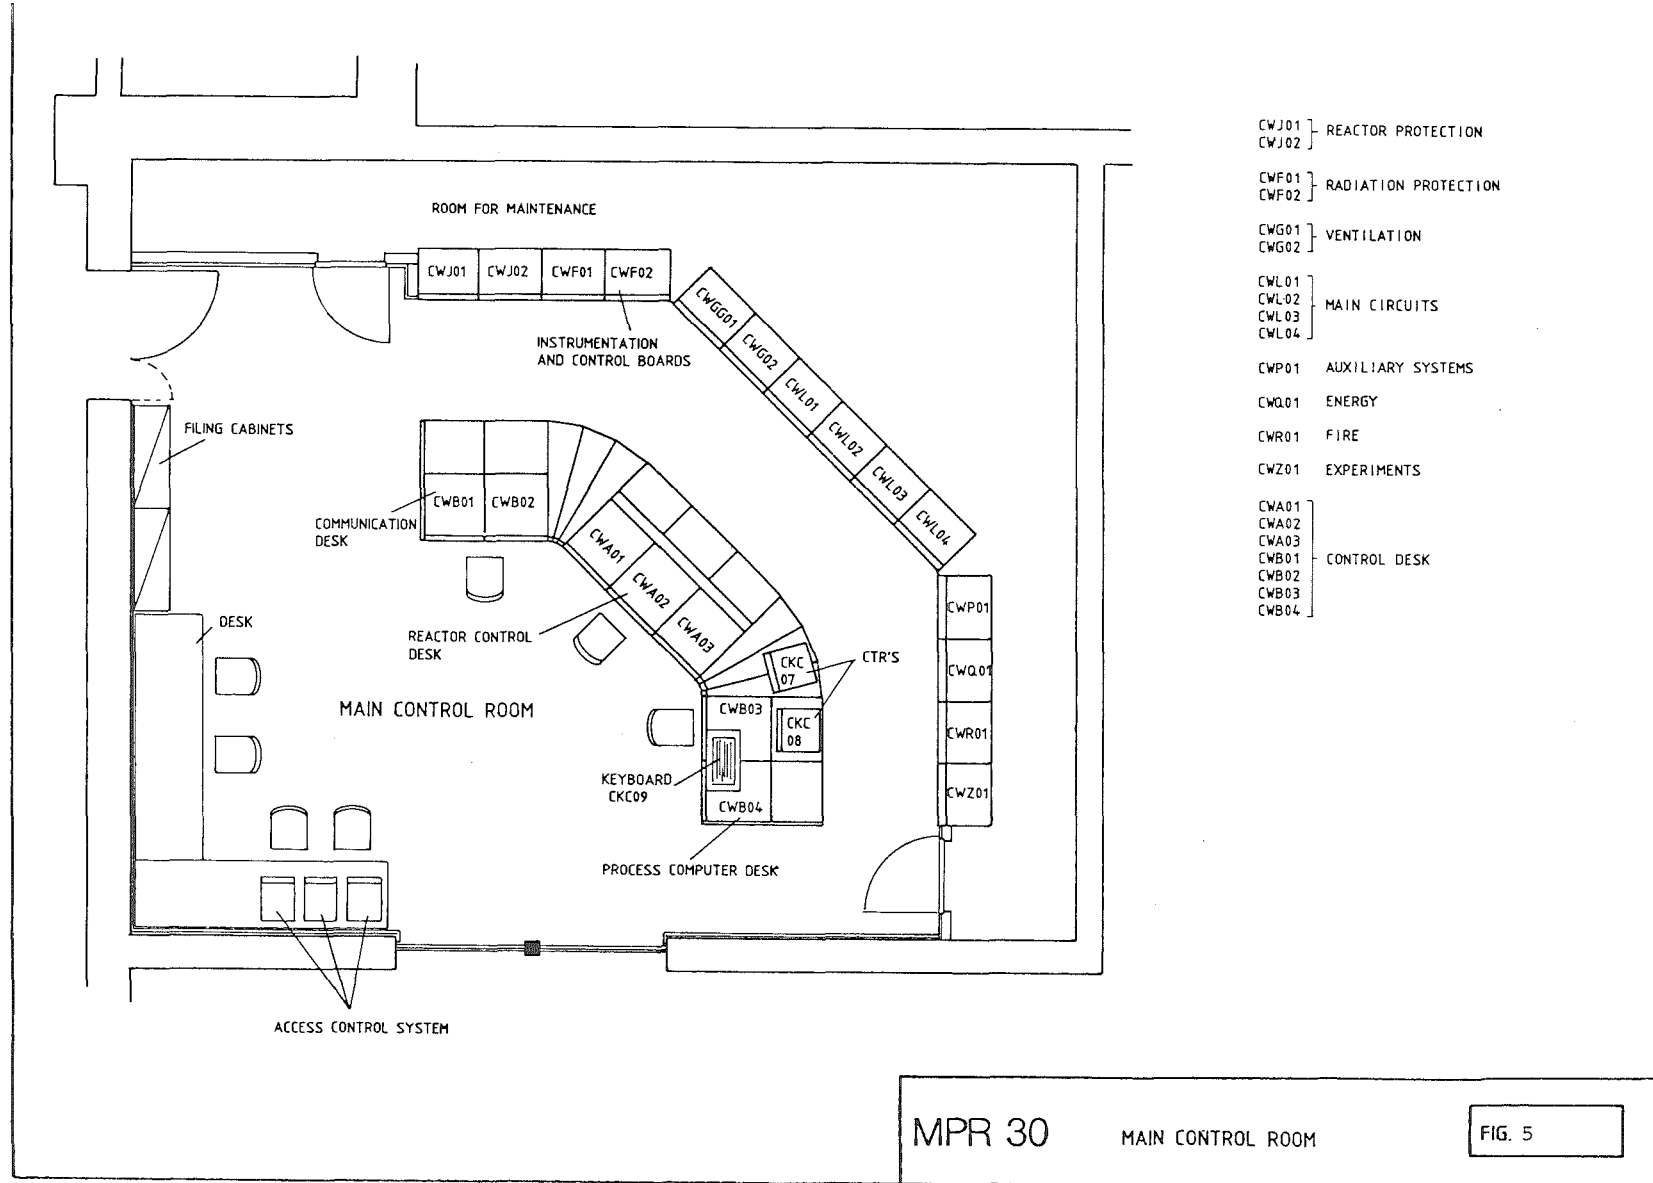 ROOM FOR MAINTENANCE
CWJ01 CWJ02 CWF01 CWF02
INSTRUMENTATION
AND CONTROL BOARDS
CWGG01
CWG02
CWL01
CWL02
CWL03
CWL04
FILING CABINETS
CWB01 CWB02
COMMUNICATION
DESK
CWA01
CWA02
CWA03
REACTOR CONTROL
DESK
DESK
CWP01
CWQ01
CWR01
CWZ01
CTR'S
CKC
07
CKC
08
CWB03
MAIN CONTROL ROOM
KEYBOARD
CKC09
CWB04
PROCESS COMPUTER DESK
ACCESS CONTROL SYSTEM
CWJ01
CWJ02
REACTOR PROTECTION
CWF01
CWF02
RADIATION PROTECTION
CWG01
CWG02
VENTILATION
CWL01
CWL02
CWL03
CWL04
MAIN CIRCUITS
CWP01 AUXILIARY SYSTEMS
CWQ01 ENERGY
CWR01 FIRE
CWZ01 EXPERIMENTS
CWA01
CWA02
CWA03
CWB01
CWB02
CWB03
CWB04
CONTROL DESK
MPR 30 MAIN CONTROL ROOM FIG. 5